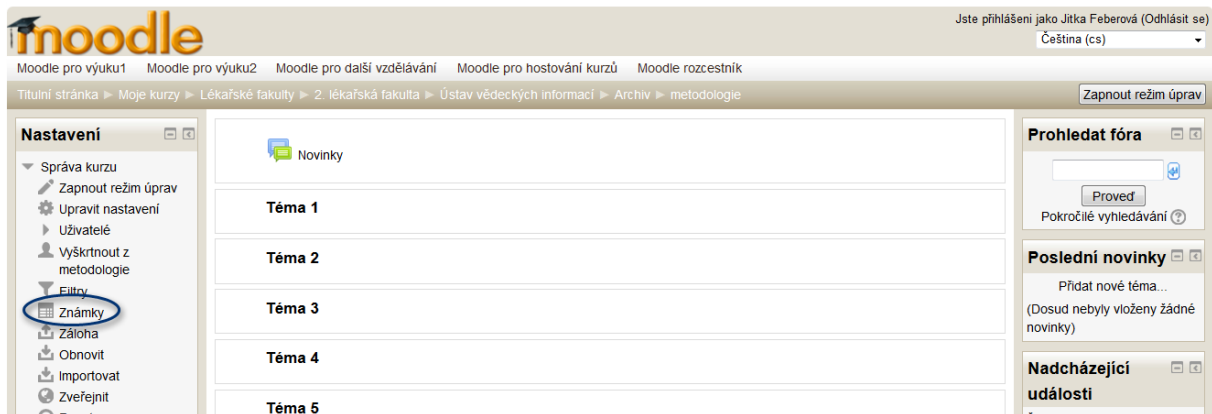 moodle
Jste přihlášeni jako Jitka Feberová (Odhlásit se)
Čeština (cs)
Moodle pro výuku1 Moodle pro výuku2 Moodle pro další vzdělávání Moodle pro hostování kurzů Moodle rozcestník
Titulní stránka ► Moje kurzy ► Lékařské fakulty ► 2. lékařská fakulta ► Ústav vědeckých informací ► Archiv ► metodologie
Zapnout režim úprav
Nastavení
Správa kurzu
Zapnout režim úprav
Upravit nastavení
Uživatelé
Vyškrtnout z
metodologie
Filtry
Známky
Záloha
Obnovit
Importovat
Zveřejnit
Novinky
Téma 1
Téma 2
Téma 3
Téma 4
Téma 5
Prohledat fóra
Proveď
Pokročilé vyhledávání
Poslední novinky
Přidat nové téma...
(Dosud nebyly vloženy žádné
novinky)
Nadcházející
události